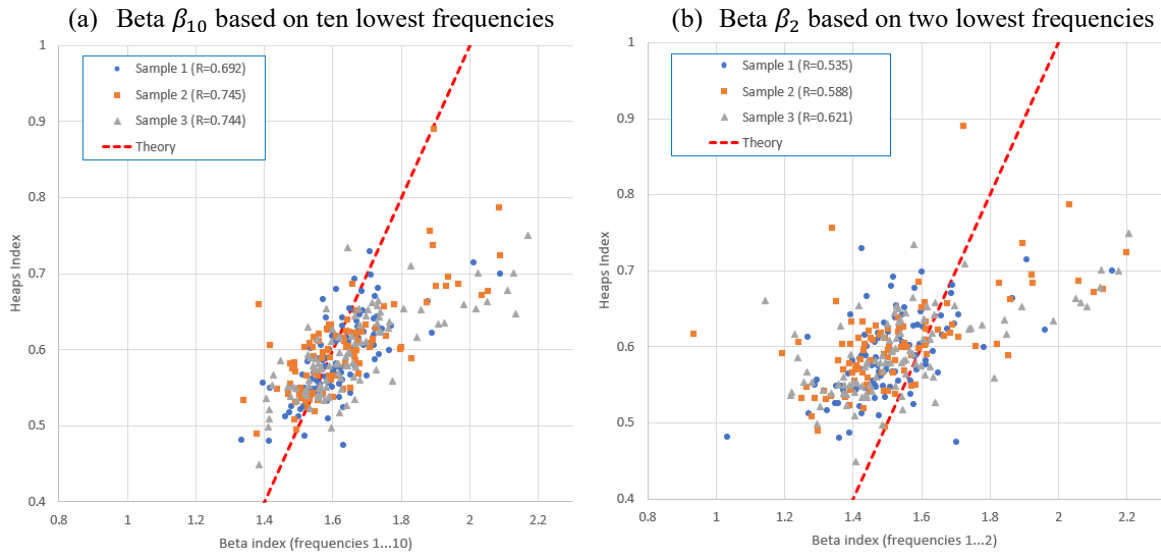 (a) Beta β₁₀ based on ten lowest frequencies
1
0.9
0.8
0.7
0.6
0.5
0.4
Heaps Index
Sample 1 (R=0.692)
Sample 2 (R=0.745)
Sample 3 (R=0.744)
Theory
0.8 1 1.2 1.4 1.6 1.8 2 2.2
Beta index (frequencies 1...10)
(b) Beta β₂ based on two lowest frequencies
1
0.9
0.8
0.7
0.6
0.5
0.4
Heaps Index
Sample 1 (R=0.535)
Sample 2 (R=0.588)
Sample 3 (R=0.621)
Theory
0.8 1 1.2 1.4 1.6 1.8 2 2.2
Beta index (frequencies 1...2)